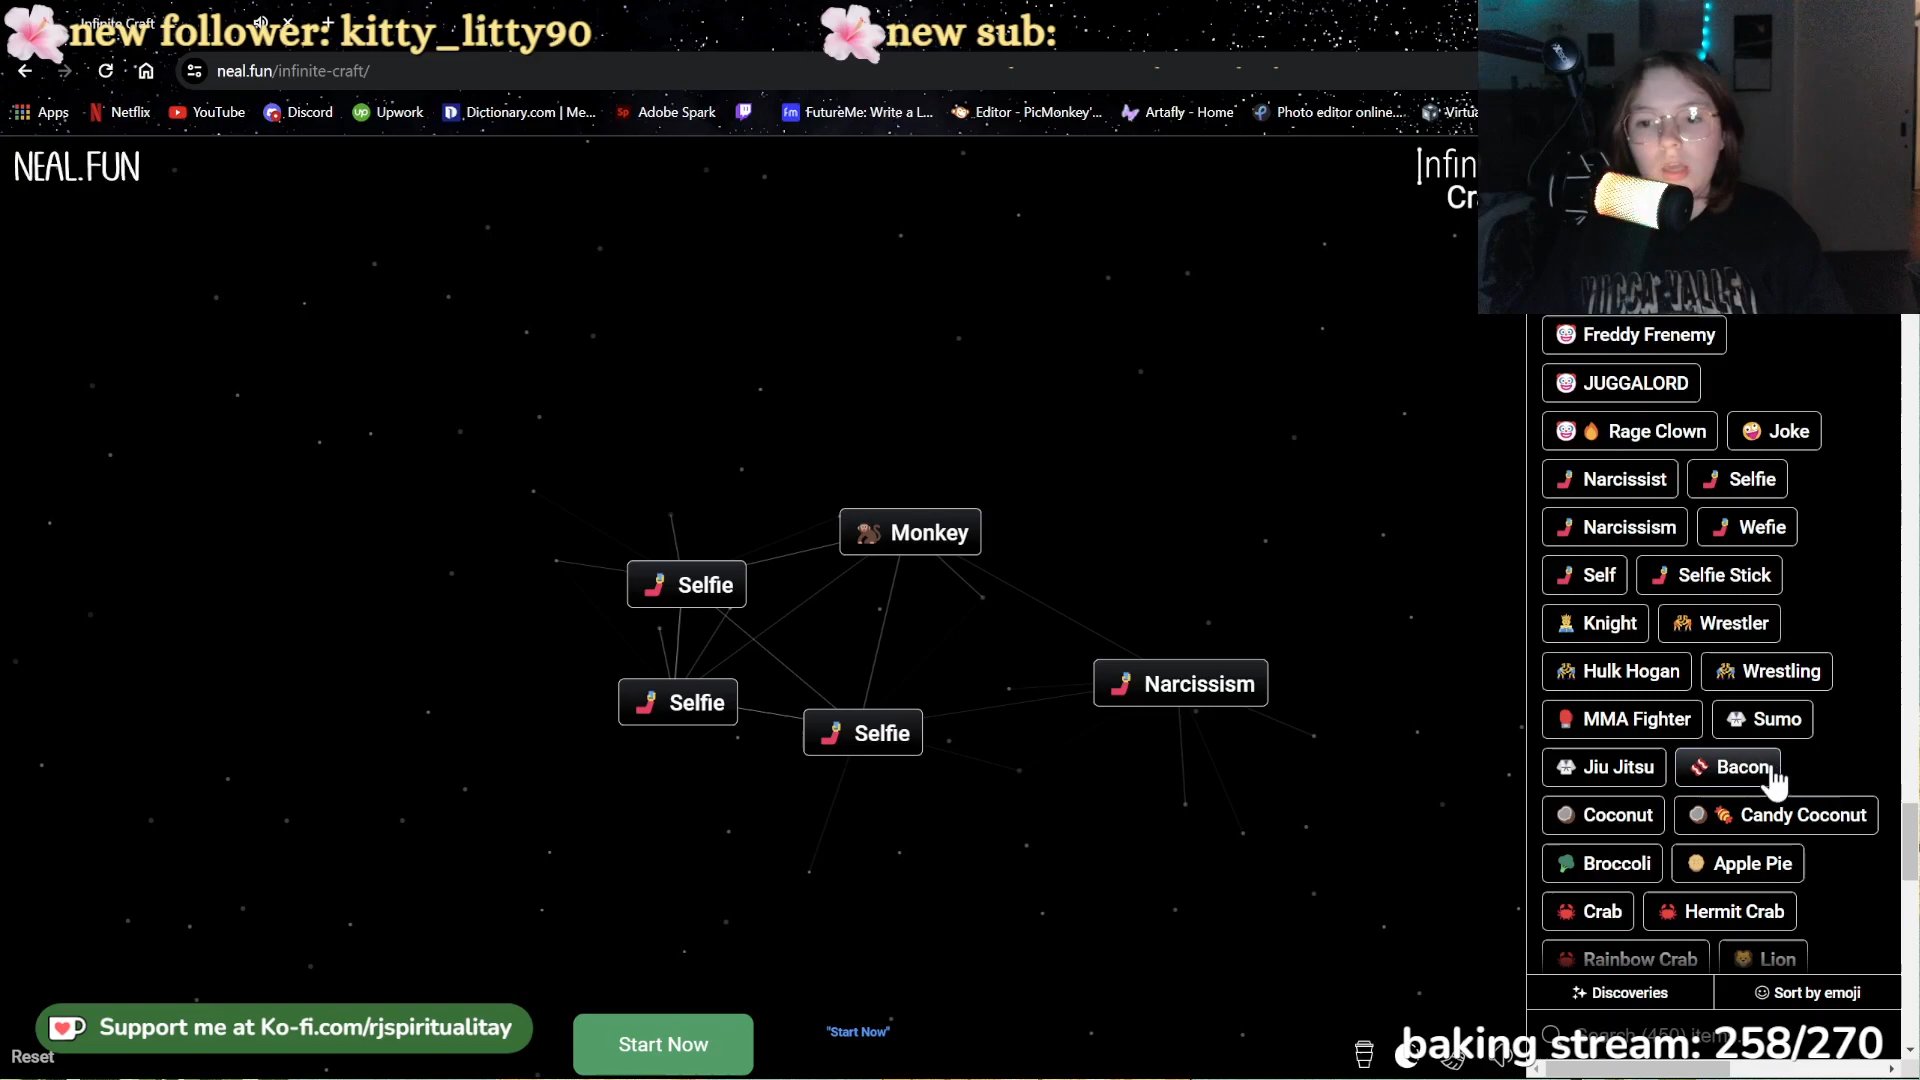 Infinite Craft
new follower: kitty_litty90
new sub:
neal.fun/infinite-craft/
Apps
Netflix
YouTube
Discord
Upwork
Dictionary.com | Me...
Adobe Spark
FutureMe: Write a L...
Editor - PicMonkey'...
Artafly - Home
Photo editor online...
NEAL.FUN
YUCCA VALLEY
Freddy Frenemy
JUGGALORD
Rage Clown
Joke
Narcissist
Selfie
Narcissism
Wefie
Self
Selfie Stick
Knight
Wrestler
Hulk Hogan
Wrestling
MMA Fighter
Sumo
Jiu Jitsu
Bacon
Coconut
Candy Coconut
Broccoli
Apple Pie
Crab
Hermit Crab
Rainbow Crab
Lion
Monkey
Selfie
Selfie
Selfie
Narcissism
Discoveries
Sort by emoji
Support me at Ko-fi.com/rjspiritualitay
Start Now
"Start Now"
Reset
baking stream: 258/270